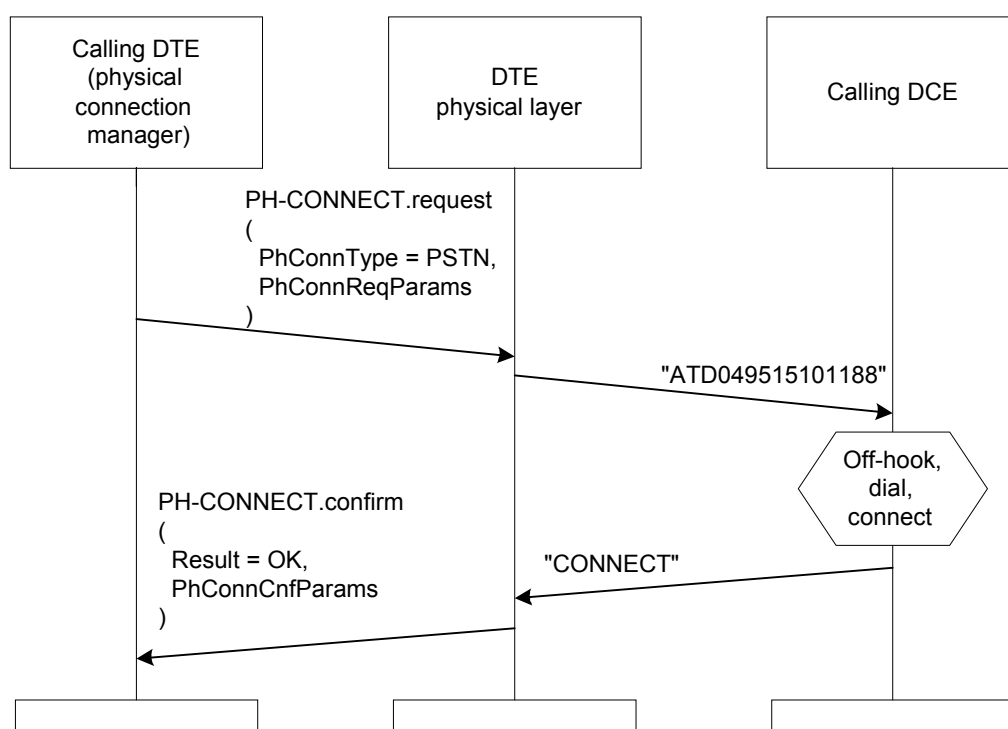 Calling DTE
(physical
connection
manager)
DTE
physical layer
Calling DCE
PH-CONNECT.request
(
PhConnType = PSTN,
PhConnReqParams
)
"ATD049515101188"
Off-hook,
dial,
connect
PH-CONNECT.confirm
(
Result = OK,
PhConnCnfParams
)
"CONNECT"